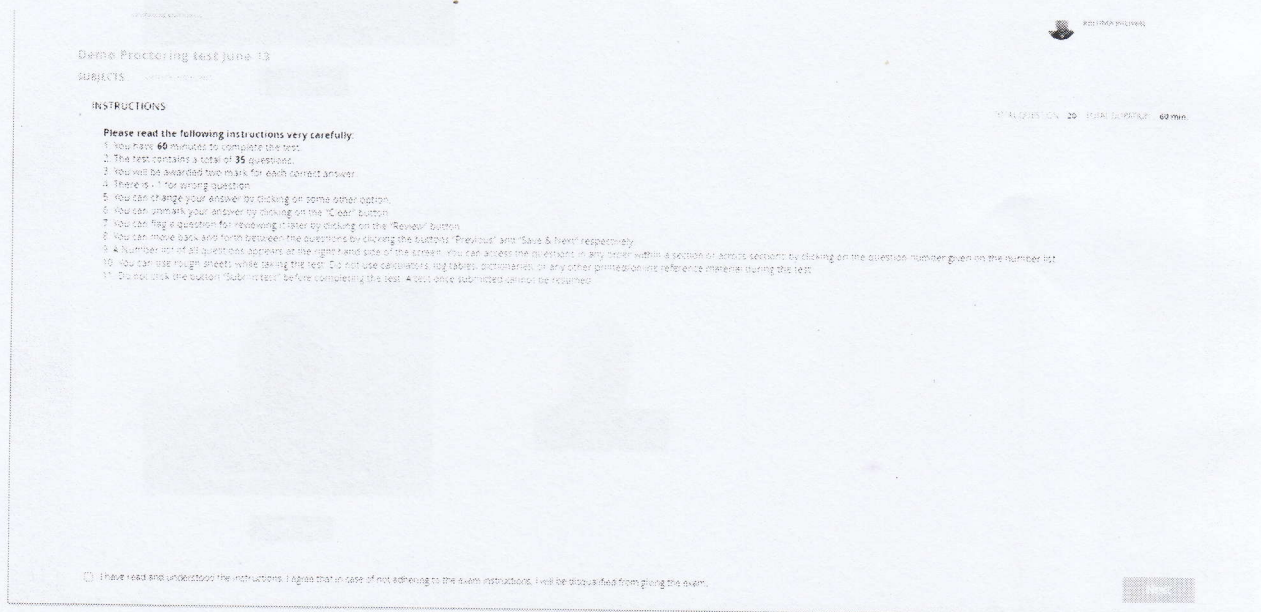 Demo Proctoring test June 13
SUBJECTS
INSTRUCTIONS
TOTAL QUESTION 20 TOTAL DURATION 60 min
Please read the following instructions very carefully:
1. You have 60 minutes to complete the test.
2. The test contains a total of 35 questions.
3. You will be awarded two mark for each correct answer.
4. There is -1 for wrong question
5. You can change your answer by clicking on some other option.
6. You can unmark your answer by clicking on the "Clear" button
7. You can flag a question for reviewing it later by clicking on the "Review" button
8. You can move back and forth between the questions by clicking the buttons "Previous" and "Save & Next" respectively
9. A Number list of all questions appears at the right hand side of the screen. You can access the questions in any order within a section or across sections by clicking on the question number given on the number list
10. You can use rough sheets while taking the test. Do not use calculators, log tables, dictionaries, or any other printed/online reference material during the test
11. Do not click the button "Submit test" before completing the test. A test once submitted cannot be resumed
I have read and understood the instructions. I agree that in case of not adhering to the exam instructions, I will be disqualified from giving the exam.